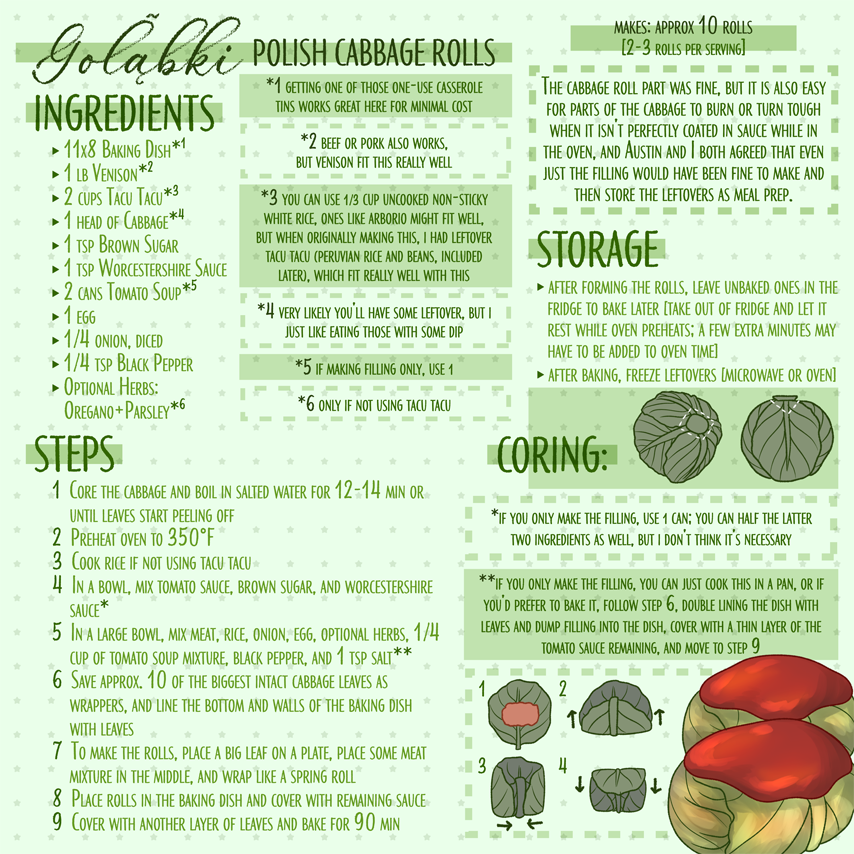 Gołąbki POLISH CABBAGE ROLLS
INGREDIENTS
▸ 11x8 BAKING DISH*1
▸ 1 LB VENISON*2
▸ 2 CUPS TACU TACU*3
▸ 1 HEAD OF CABBAGE*4
▸ 1 TSP BROWN SUGAR
▸ 1 TSP WORCESTERSHIRE SAUCE
▸ 2 CANS TOMATO SOUP*5
▸ 1 EGG
▸ 1/4 ONION, DICED
▸ 1/4 TSP BLACK PEPPER
▸ OPTIONAL HERBS:
OREGANO+PARSLEY*6
*1 GETTING ONE OF THOSE ONE-USE CASSEROLE
TINS WORKS GREAT HERE FOR MINIMAL COST
*2 BEEF OR PORK ALSO WORKS,
BUT VENISON FIT THIS REALLY WELL
*3 YOU CAN USE 1/3 CUP UNCOOKED NON-STICKY
WHITE RICE, ONES LIKE ARBORIO MIGHT FIT WELL,
BUT WHEN ORIGINALLY MAKING THIS, I HAD LEFTOVER
TACU TACU (PERUVIAN RICE AND BEANS, INCLUDED
LATER), WHICH FIT REALLY WELL WITH THIS
*4 VERY LIKELY YOU'LL HAVE SOME LEFTOVER, BUT I
JUST LIKE EATING THOSE WITH SOME DIP
*5 IF MAKING FILLING ONLY, USE 1
*6 ONLY IF NOT USING TACU TACU
MAKES: APPROX 10 ROLLS
[2-3 ROLLS PER SERVING]
THE CABBAGE ROLL PART WAS FINE, BUT IT IS ALSO EASY
FOR PARTS OF THE CABBAGE TO BURN OR TURN TOUGH
WHEN IT ISN'T PERFECTLY COATED IN SAUCE WHILE IN
THE OVEN, AND AUSTIN AND I BOTH AGREED THAT EVEN
JUST THE FILLING WOULD HAVE BEEN FINE TO MAKE AND
THEN STORE THE LEFTOVERS AS MEAL PREP.
STORAGE
▸ AFTER FORMING THE ROLLS, LEAVE UNBAKED ONES IN THE
FRIDGE TO BAKE LATER [TAKE OUT OF FRIDGE AND LET IT
REST WHILE OVEN PREHEATS; A FEW EXTRA MINUTES MAY
HAVE TO BE ADDED TO OVEN TIME]
▸ AFTER BAKING, FREEZE LEFTOVERS [MICROWAVE OR OVEN]
STEPS
1 CORE THE CABBAGE AND BOIL IN SALTED WATER FOR 12-14 MIN OR
UNTIL LEAVES START PEELING OFF
2 PREHEAT OVEN TO 350°F
3 COOK RICE IF NOT USING TACU TACU
4 IN A BOWL, MIX TOMATO SAUCE, BROWN SUGAR, AND WORCESTERSHIRE
SAUCE*
5 IN A LARGE BOWL, MIX MEAT, RICE, ONION, EGG, OPTIONAL HERBS, 1/4
CUP OF TOMATO SOUP MIXTURE, BLACK PEPPER, AND 1 TSP SALT**
6 SAVE APPROX. 10 OF THE BIGGEST INTACT CABBAGE LEAVES AS
WRAPPERS, AND LINE THE BOTTOM AND WALLS OF THE BAKING DISH
WITH LEAVES
7 TO MAKE THE ROLLS, PLACE A BIG LEAF ON A PLATE, PLACE SOME MEAT
MIXTURE IN THE MIDDLE, AND WRAP LIKE A SPRING ROLL
8 PLACE ROLLS IN THE BAKING DISH AND COVER WITH REMAINING SAUCE
9 COVER WITH ANOTHER LAYER OF LEAVES AND BAKE FOR 90 MIN
CORING:
*IF YOU ONLY MAKE THE FILLING, USE 1 CAN; YOU CAN HALF THE LATTER
TWO INGREDIENTS AS WELL, BUT I DON'T THINK IT'S NECESSARY
**IF YOU ONLY MAKE THE FILLING, YOU CAN JUST COOK THIS IN A PAN, OR IF
YOU'D PREFER TO BAKE IT, FOLLOW STEP 6, DOUBLE LINING THE DISH WITH
LEAVES AND DUMP FILLING INTO THE DISH, COVER WITH A THIN LAYER OF THE
TOMATO SAUCE REMAINING, AND MOVE TO STEP 9
1 2
3 4